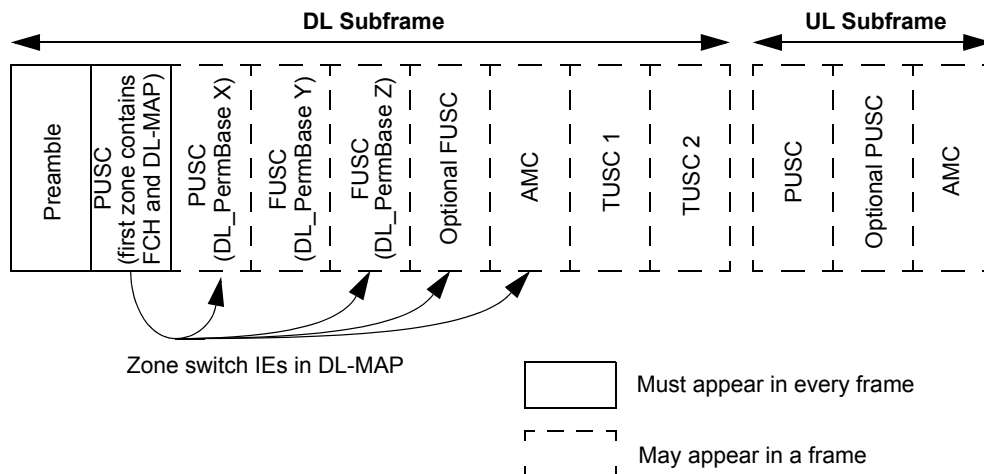 DL Subframe
UL Subframe
Preamble
PUSC
(first zone contains
FCH and DL-MAP)
PUSC
(DL_PermBase X)
FUSC
(DL_PermBase Y)
FUSC
(DL_PermBase Z)
Optional FUSC
AMC
TUSC 1
TUSC 2
PUSC
Optional PUSC
AMC
Zone switch IEs in DL-MAP
Must appear in every frame
May appear in a frame